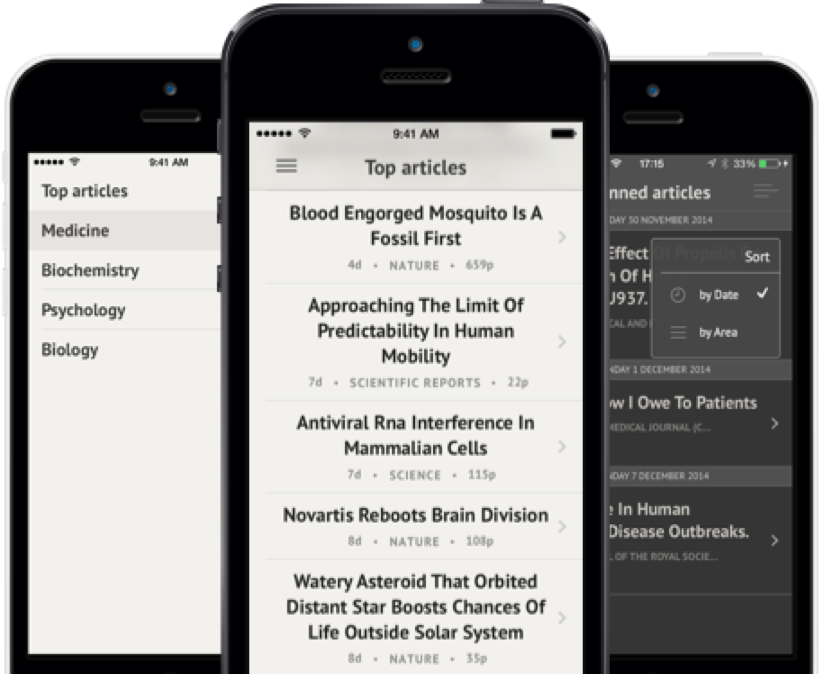 9:41 AM
Top articles
Medicine
Biochemistry
Psychology
Biology
9:41 AM
Top articles
Blood Engorged Mosquito Is A
Fossil First
4d • NATURE • 659p
Approaching The Limit Of
Predictability In Human
Mobility
7d • SCIENTIFIC REPORTS • 22p
Antiviral Rna Interference In
Mammalian Cells
7d • SCIENCE • 115p
Novartis Reboots Brain Division
8d • NATURE • 108p
Watery Asteroid That Orbited
Distant Star Boosts Chances Of
Life Outside Solar System
8d • NATURE • 35p
17:15 33%
nned articles
DAY 30 NOVEMBER 2014
Effect Of Propolis
n Of H
U937.
CAL AND
Sort
by Date
by Area
NDAY 1 DECEMBER 2014
ow I Owe To Patients
MEDICAL JOURNAL (C...
NDAY 7 DECEMBER 2014
e In Human
Disease Outbreaks.
L OF THE ROYAL SOCIE...